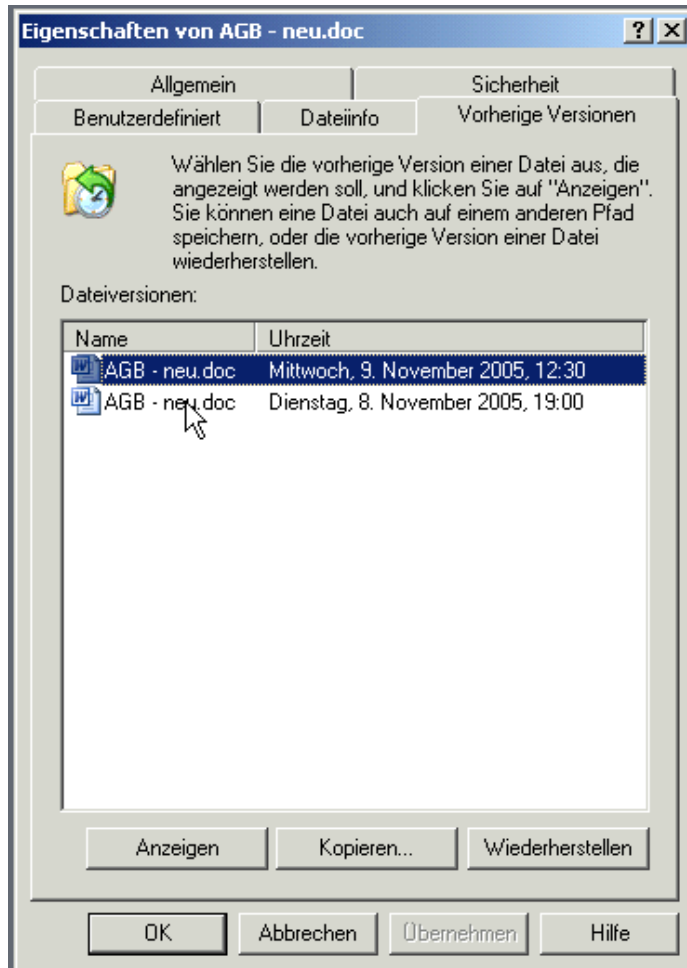 Eigenschaften von AGB - neu.doc
Allgemein Sicherheit
Benutzerdefiniert Dateiinfo Vorherige Versionen
Wählen Sie die vorherige Version einer Datei aus, die
angezeigt werden soll, und klicken Sie auf "Anzeigen".
Sie können eine Datei auch auf einem anderen Pfad
speichern, oder die vorherige Version einer Datei
wiederherstellen.
Dateiversionen:
Name Uhrzeit
AGB - neu.doc Mittwoch, 9. November 2005, 12:30
AGB - neu.doc Dienstag, 8. November 2005, 19:00
Anzeigen Kopieren... Wiederherstellen
OK Abbrechen Übernehmen Hilfe